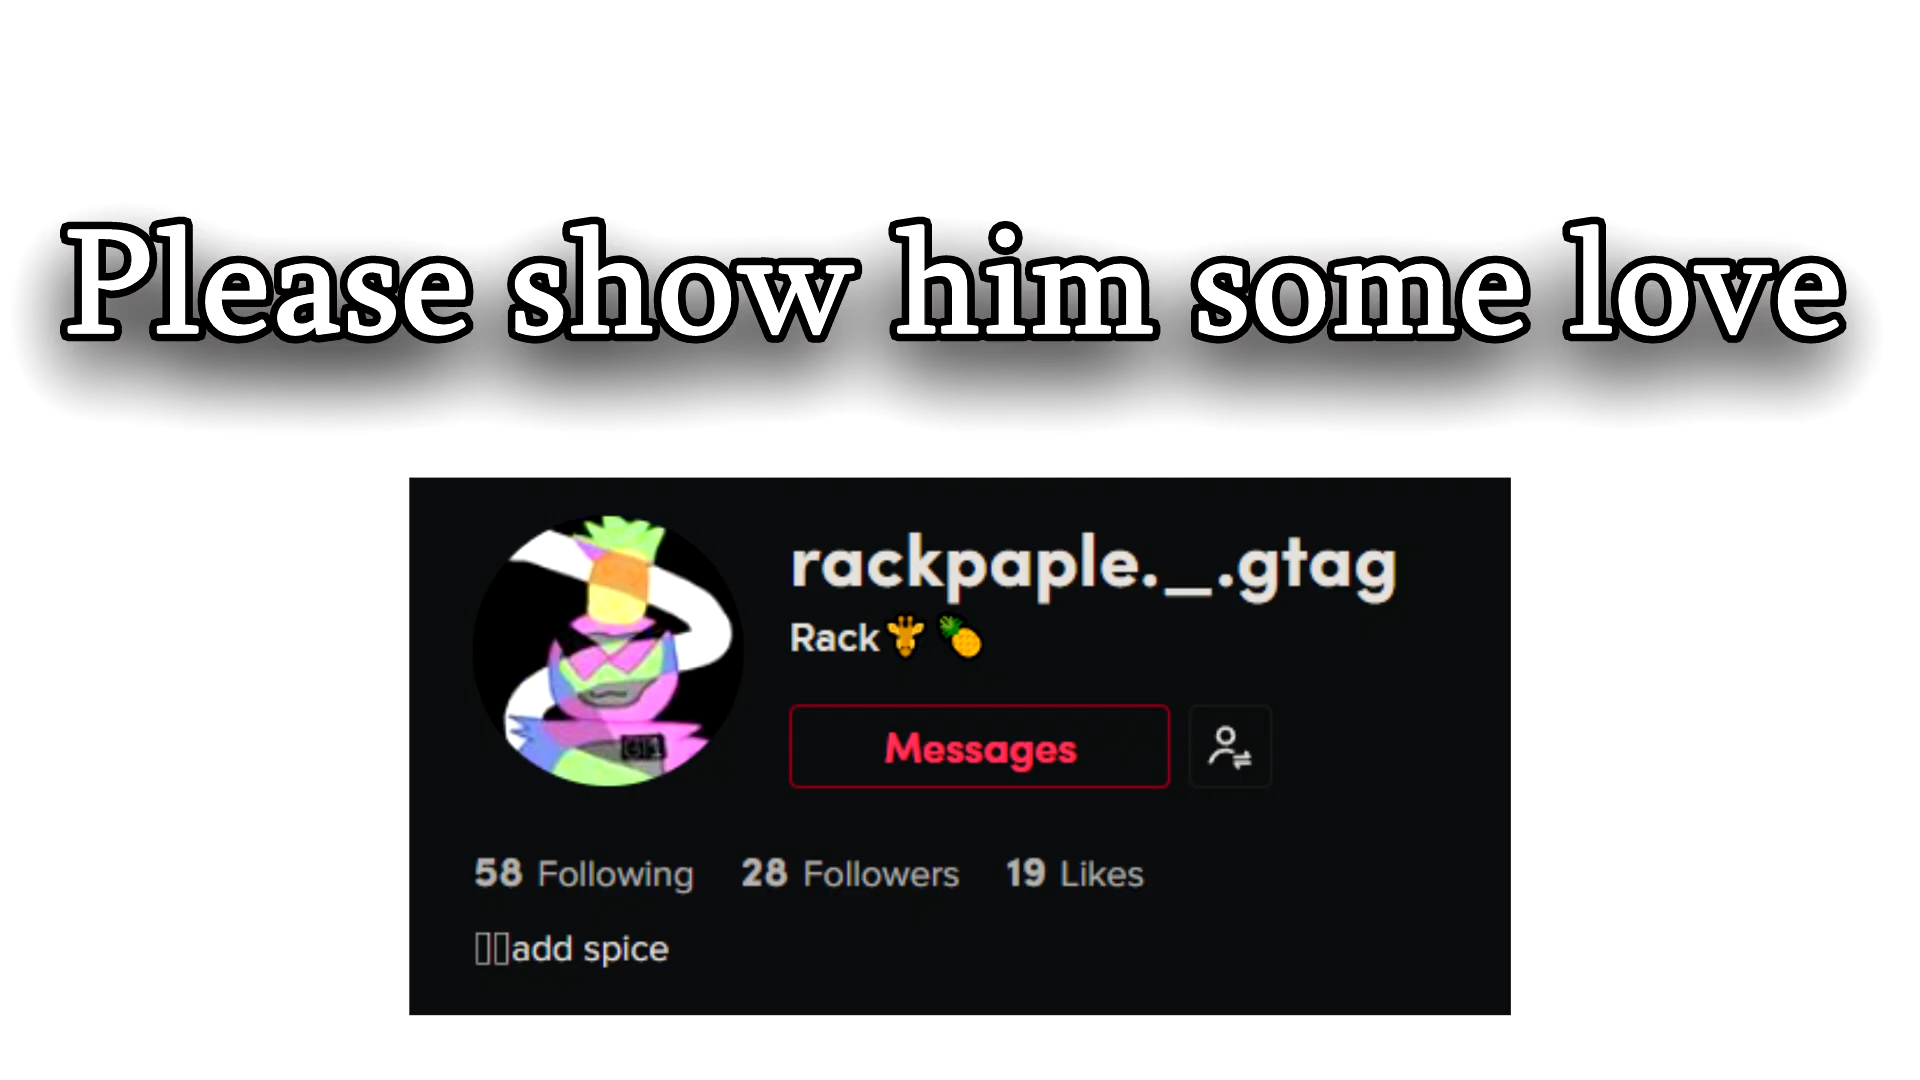 Please show him some love
rackpaple._.gtag
Rack🦒 🍍
Messages
58 Following 28 Followers 19 Likes
▯▯add spice